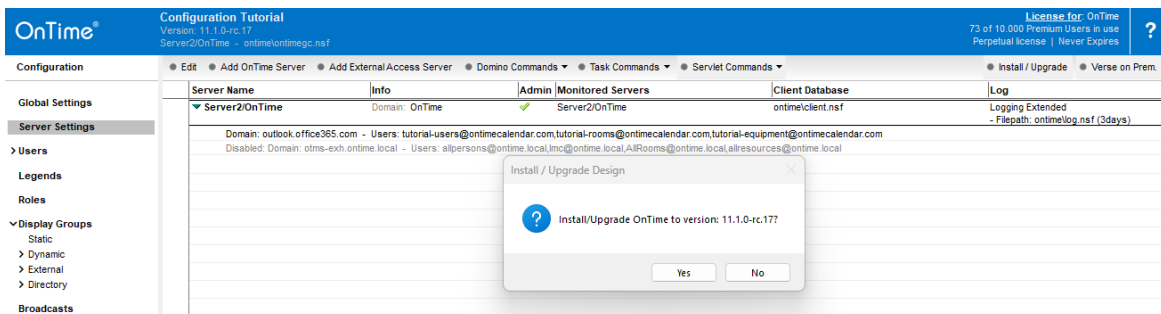 OnTime®
Configuration Tutorial
Version: 11.1.0-rc.17
Server2/OnTime - ontime\ontimegc.nsf
License for: OnTime
73 of 10.000 Premium Users in use
Perpetual license | Never Expires
?
Configuration
Edit Add OnTime Server Add External Access Server Domino Commands Task Commands Servlet Commands Install / Upgrade Verse on Prem.
Server Name Info Admin Monitored Servers Client Database Log
Server2/OnTime Domain: OnTime Server2/OnTime ontime\client.nsf Logging Extended
- Filepath: ontime\log.nsf (3days)
Domain: outlook.office365.com - Users: tutorial-users@ontimecalendar.com,tutorial-rooms@ontimecalendar.com,tutorial-equipment@ontimecalendar.com
Disabled: Domain: otms-exh.ontime.local - Users: allpersons@ontime.local,lmc@ontime.local,AllRooms@ontime.local,allresources@ontime.local
Global Settings
Server Settings
Users
Legends
Roles
Display Groups
Static
Dynamic
External
Directory
Broadcasts
Install / Upgrade Design
Install/Upgrade OnTime to version: 11.1.0-rc.17?
Yes No